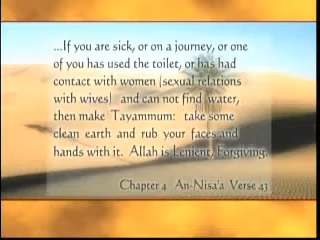 ...If you are sick, or on a journey, or one
of you has used the toilet, or has had
contact with women {sexual relations
with wives} and can not find water,
then make Tayammum: take some
clean earth and rub your faces and
hands with it. Allah is Lenient, Forgiving.
Chapter 4 An-Nisa'a Verse 43